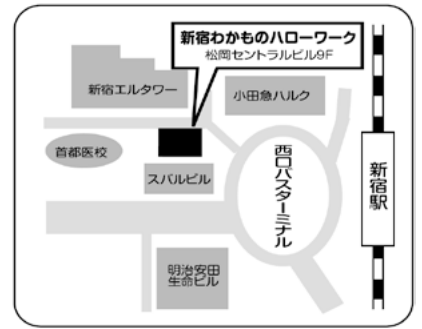 新宿わかものハローワーク
松岡セントラルビル9F
新宿エルタワー
小田急ハルク
首都医校
スバルビル
西口バスターミナル
新宿駅
明治安田
生命ビル